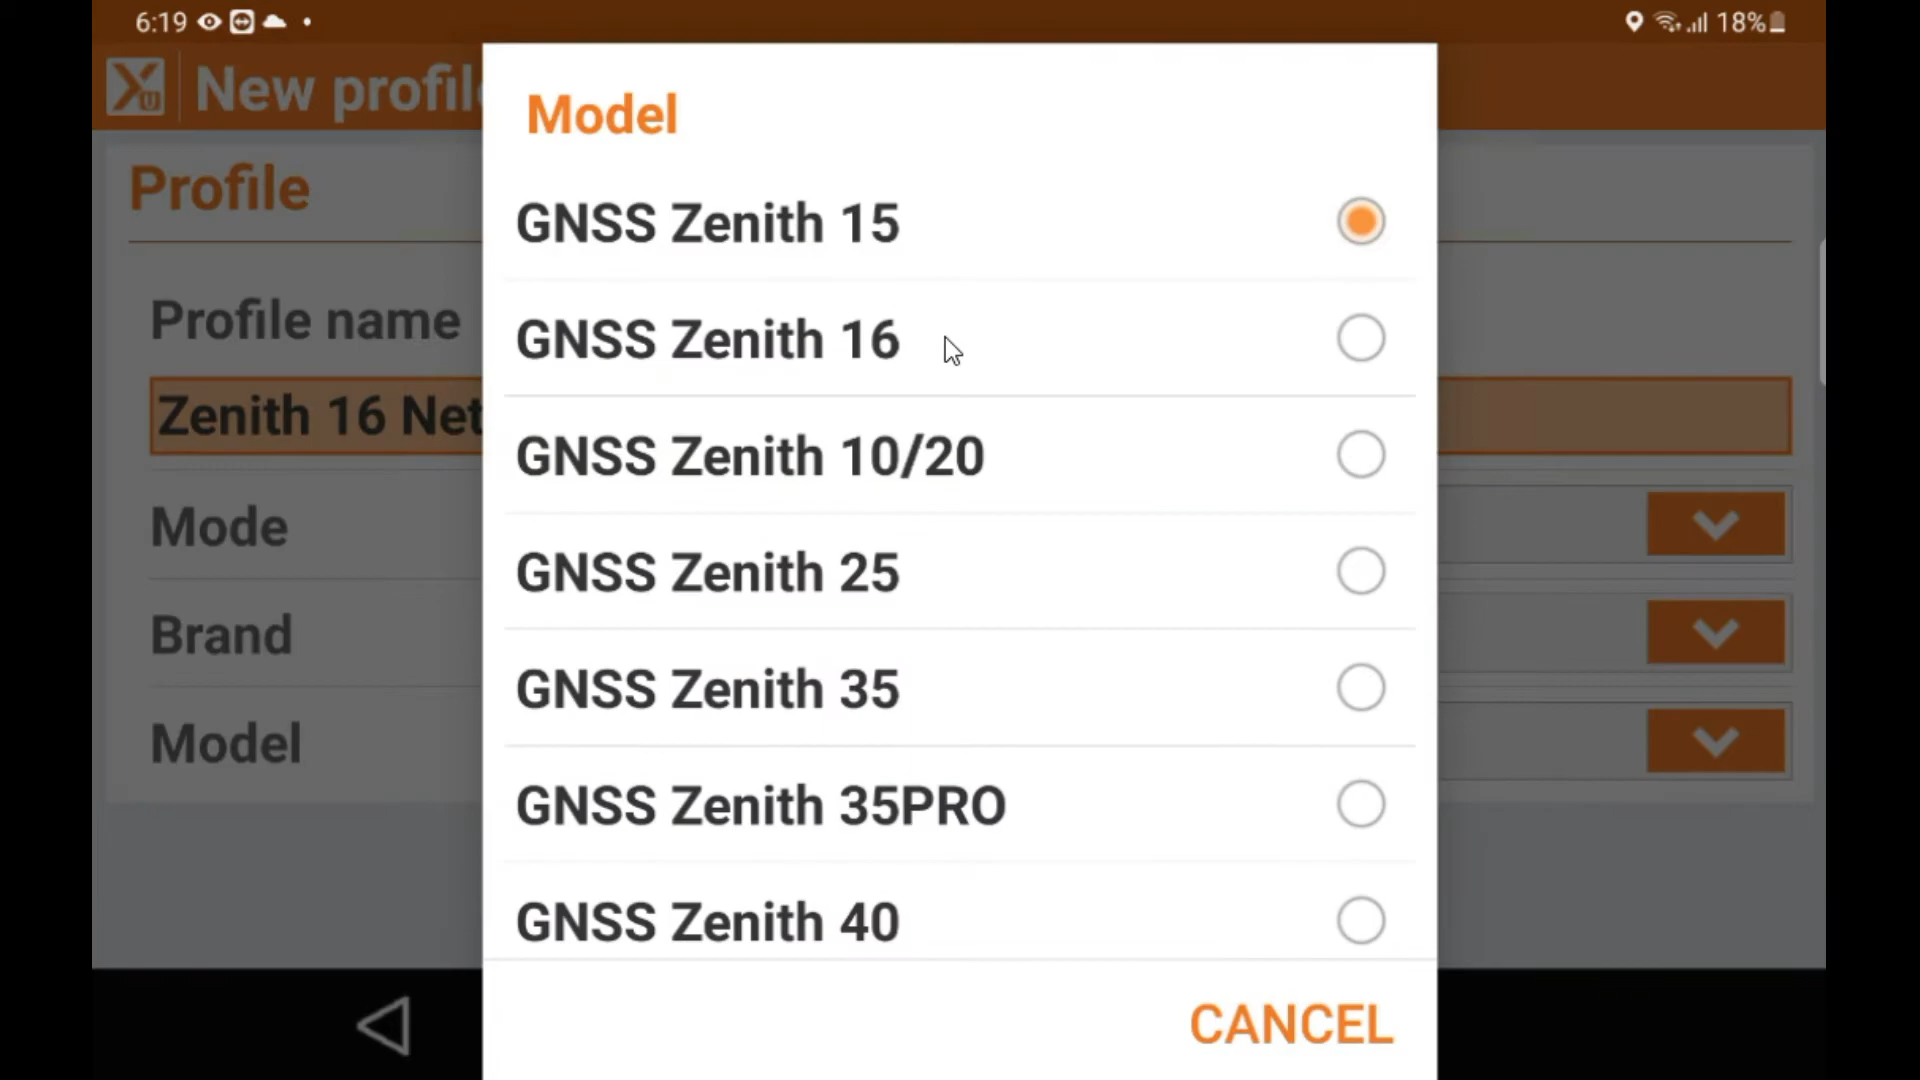 6:19
18%
New profil
Profile
Profile name
Zenith 16 Net
Mode
Brand
Model
Model
GNSS Zenith 15
GNSS Zenith 16
GNSS Zenith 10/20
GNSS Zenith 25
GNSS Zenith 35
GNSS Zenith 35PRO
GNSS Zenith 40
CANCEL